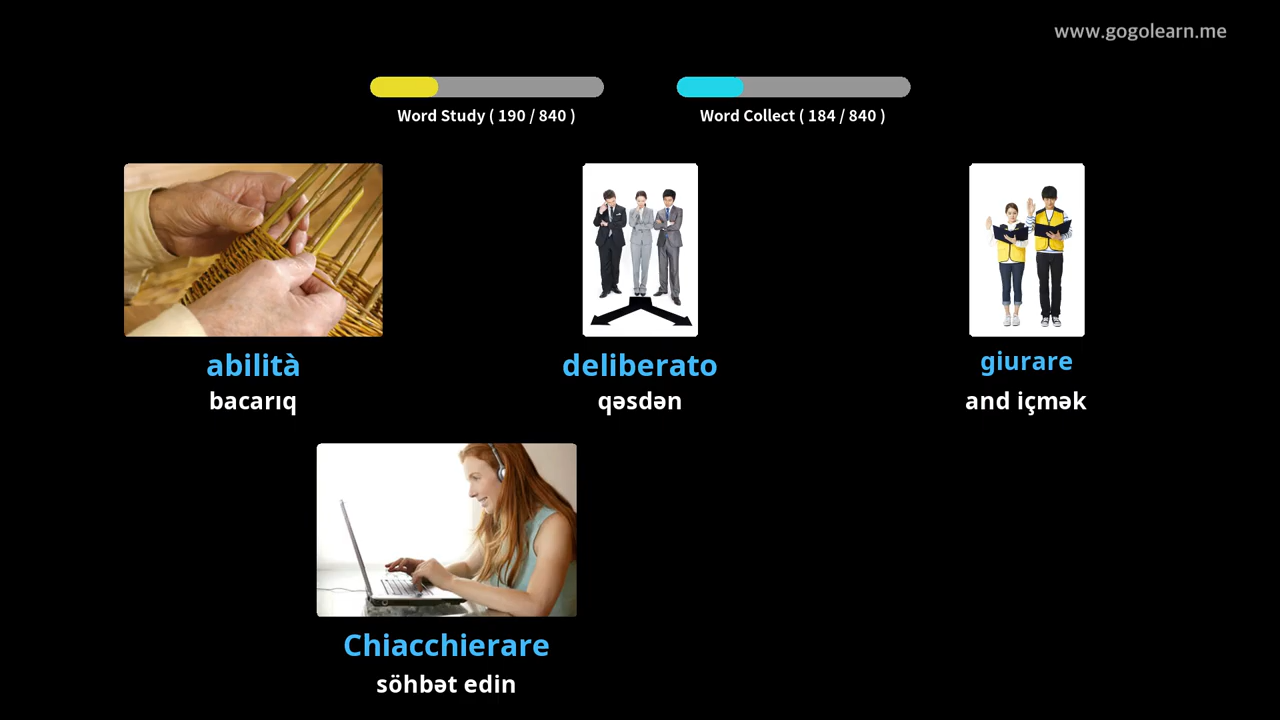 www.gogolearn.me
Word Study ( 190 / 840 )
Word Collect ( 184 / 840 )
abilità
bacarıq
deliberato
qəsdən
giurare
and içmək
Chiacchierare
söhbət edin